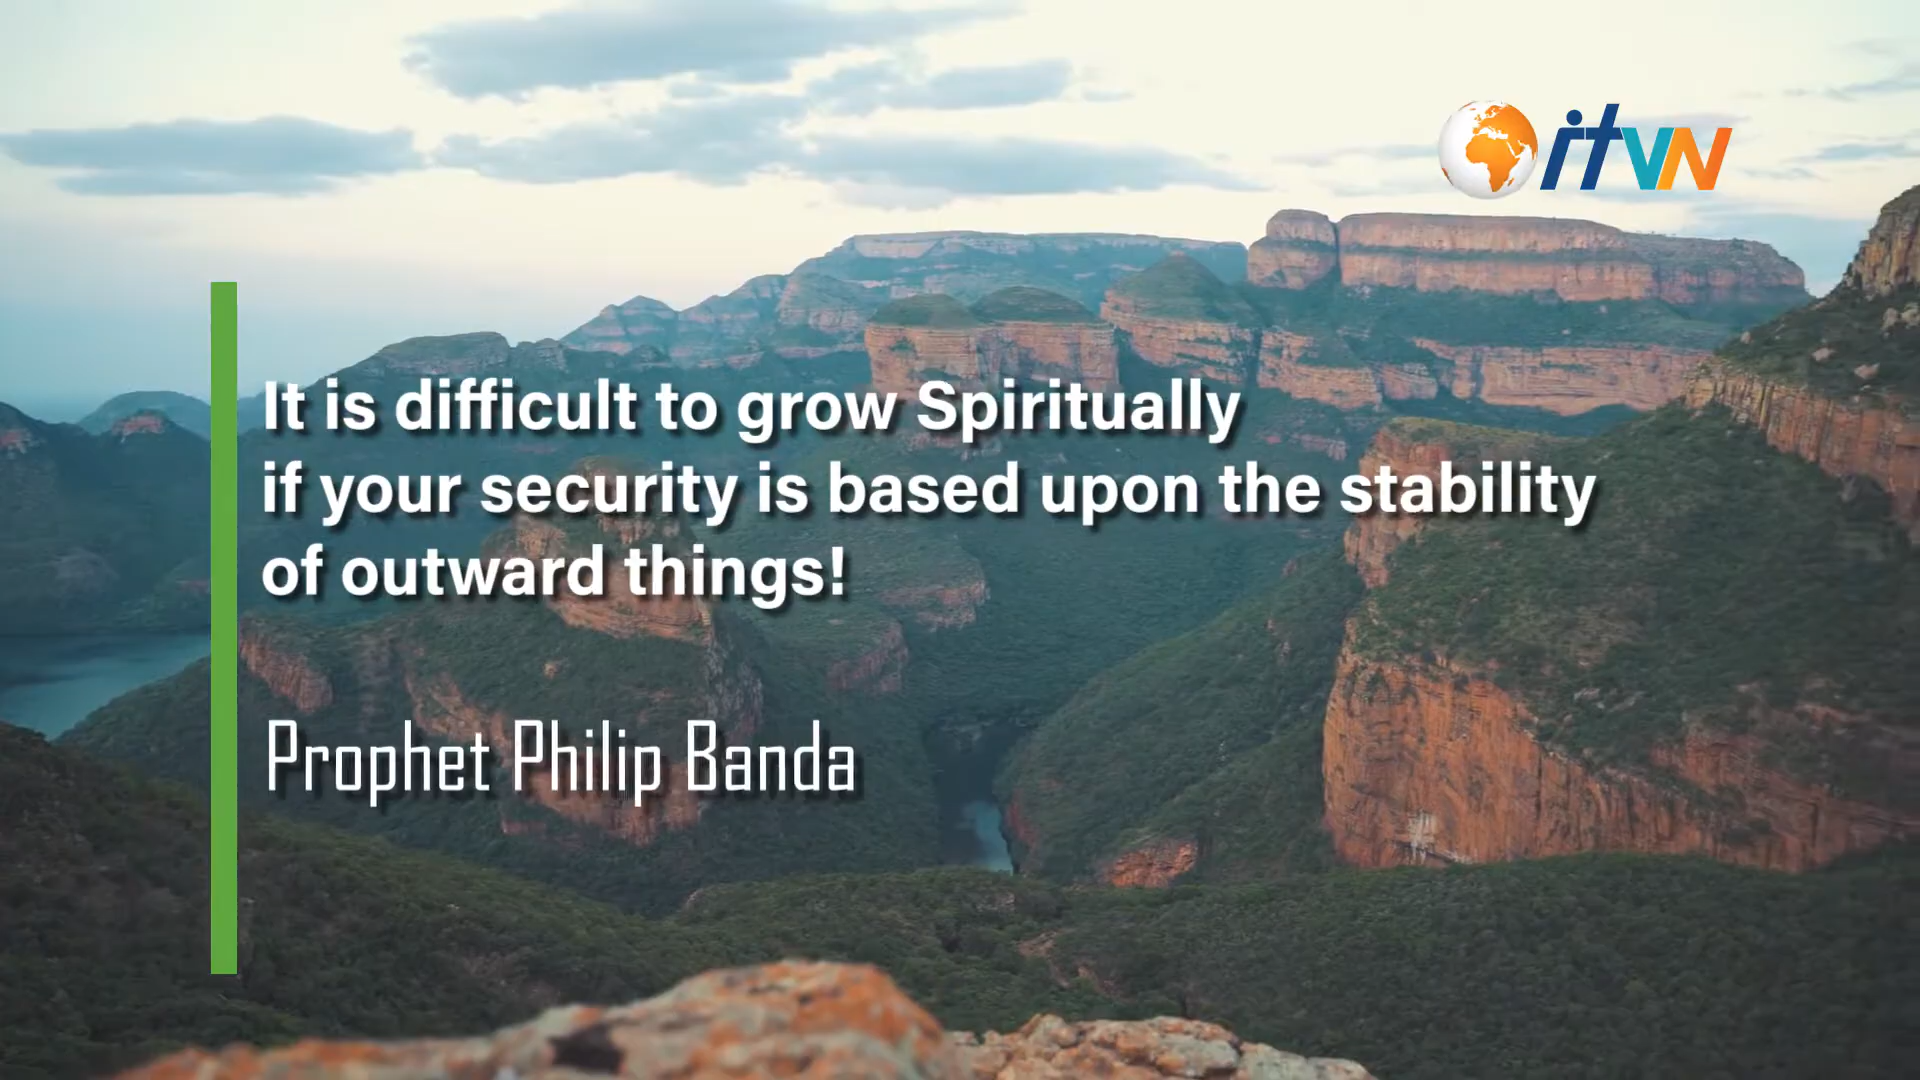 itVN
It is difficult to grow Spiritually
if your security is based upon the stability
of outward things!
Prophet Philip Banda